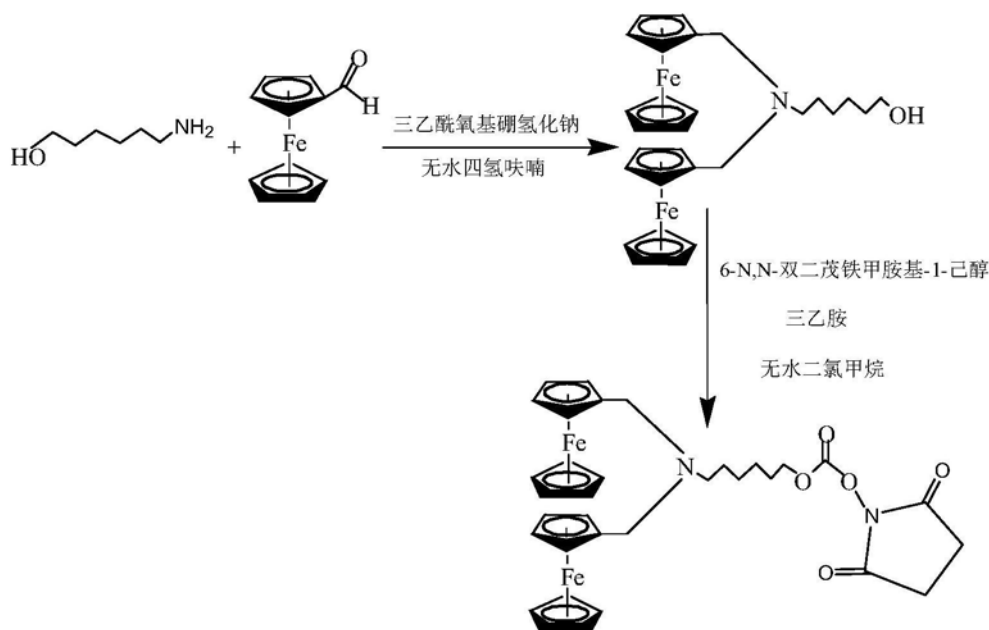 HO
NH2
+
Fe
O
H
三乙酰氧基硼氢化钠
无水四氢呋喃
Fe
Fe
N
OH
6-N,N-双二茂铁甲胺基-1-己醇
三乙胺
无水二氯甲烷
Fe
Fe
N
O
O
O
N
O
O